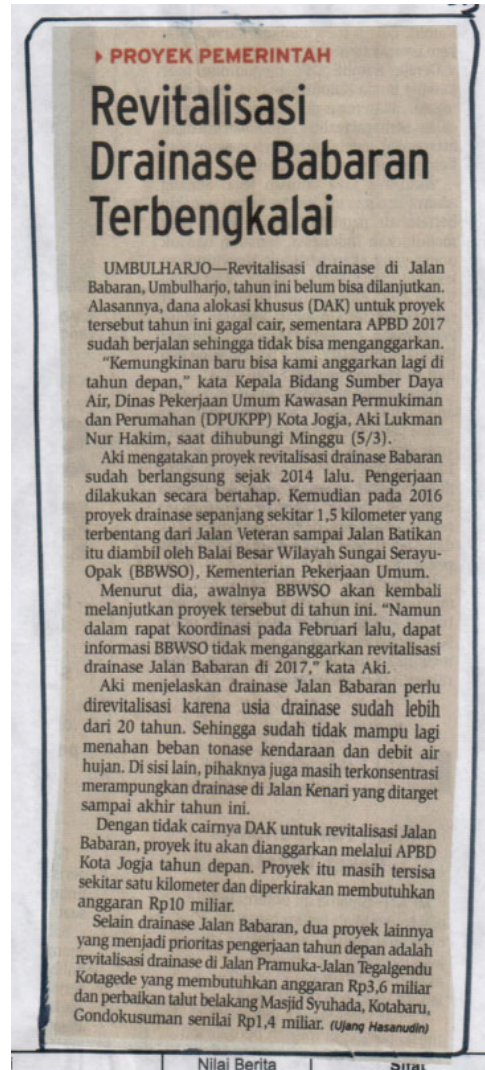 PROYEK PEMERINTAH
Revitalisasi
Drainase Babaran
Terbengkalai
UMBULHARJO—Revitalisasi drainase di Jalan
Babaran, Umbulharjo, tahun ini belum bisa dilanjutkan.
Alasannya, dana alokasi khusus (DAK) untuk proyek
tersebut tahun ini gagal cair, sementara APBD 2017
sudah berjalan sehingga tidak bisa menganggarkan.
"Kemungkinan baru bisa kami anggarkan lagi di
tahun depan," kata Kepala Bidang Sumber Daya
Air, Dinas Pekerjaan Umum Kawasan Permukiman
dan Perumahan (DPUKPP) Kota Jogja, Aki Lukman
Nur Hakim, saat dihubungi Minggu (5/3).
Aki mengatakan proyek revitalisasi drainase Babaran
sudah berlangsung sejak 2014 lalu. Pengerjaan
dilakukan secara bertahap. Kemudian pada 2016
proyek drainase sepanjang sekitar 1,5 kilometer yang
terbentang dari Jalan Veteran sampai Jalan Batikan
itu diambil oleh Balai Besar Wilayah Sungai Serayu-
Opak (BBWSO), Kementerian Pekerjaan Umum.
Menurut dia, awalnya BBWSO akan kembali
melanjutkan proyek tersebut di tahun ini. "Namun
dalam rapat koordinasi pada Februari lalu, dapat
informasi BBWSO tidak menganggarkan revitalisasi
drainase Jalan Babaran di 2017," kata Aki.
Aki menjelaskan drainase Jalan Babaran perlu
direvitalisasi karena usia drainase sudah lebih
dari 20 tahun. Sehingga sudah tidak mampu lagi
menahan beban tonase kendaraan dan debit air
hujan. Di sisi lain, pihaknya juga masih terkonsentrasi
merampungkan drainase di Jalan Kenari yang ditarget
sampai akhir tahun ini.
Dengan tidak cairnya DAK untuk revitalisasi Jalan
Babaran, proyek itu akan dianggarkan melalui APBD
Kota Jogja tahun depan. Proyek itu masih tersisa
sekitar satu kilometer dan diperkirakan membutuhkan
anggaran Rp10 miliar.
Selain drainase Jalan Babaran, dua proyek lainnya
yang menjadi prioritas pengerjaan tahun depan adalah
revitalisasi drainase di Jalan Pramuka-Jalan Tegalgendu
Kotagede yang membutuhkan anggaran Rp3,6 miliar
dan perbaikan talut belakang Masjid Syuhada, Kotabaru,
Gondokusuman senilai Rp1,4 miliar. (Ujang Hasanudin)
Nilai Berita
Sifat